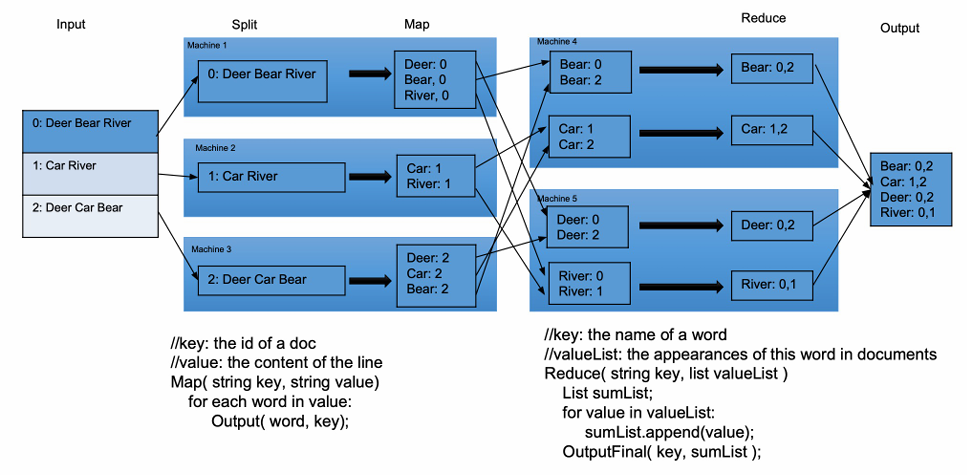 Input
Split
Map
Reduce
Output
Machine 1
0: Deer Bear River
Deer: 0
Bear, 0
River, 0
Machine 2
1: Car River
Car: 1
River: 1
Machine 3
2: Deer Car Bear
Deer: 2
Car: 2
Bear: 2
0: Deer Bear River
1: Car River
2: Deer Car Bear
Machine 4
Bear: 0
Bear: 2
Bear: 0,2
Car: 1
Car: 2
Car: 1,2
Machine 5
Deer: 0
Deer: 2
Deer: 0,2
River: 0
River: 1
River: 0,1
Bear: 0,2
Car: 1,2
Deer: 0,2
River: 0,1
//key: the id of a doc
//value: the content of the line
Map( string key, string value)
for each word in value:
Output( word, key);
//key: the name of a word
//valueList: the appearances of this word in documents
Reduce( string key, list valueList )
List sumList;
for value in valueList:
sumList.append(value);
OutputFinal( key, sumList );